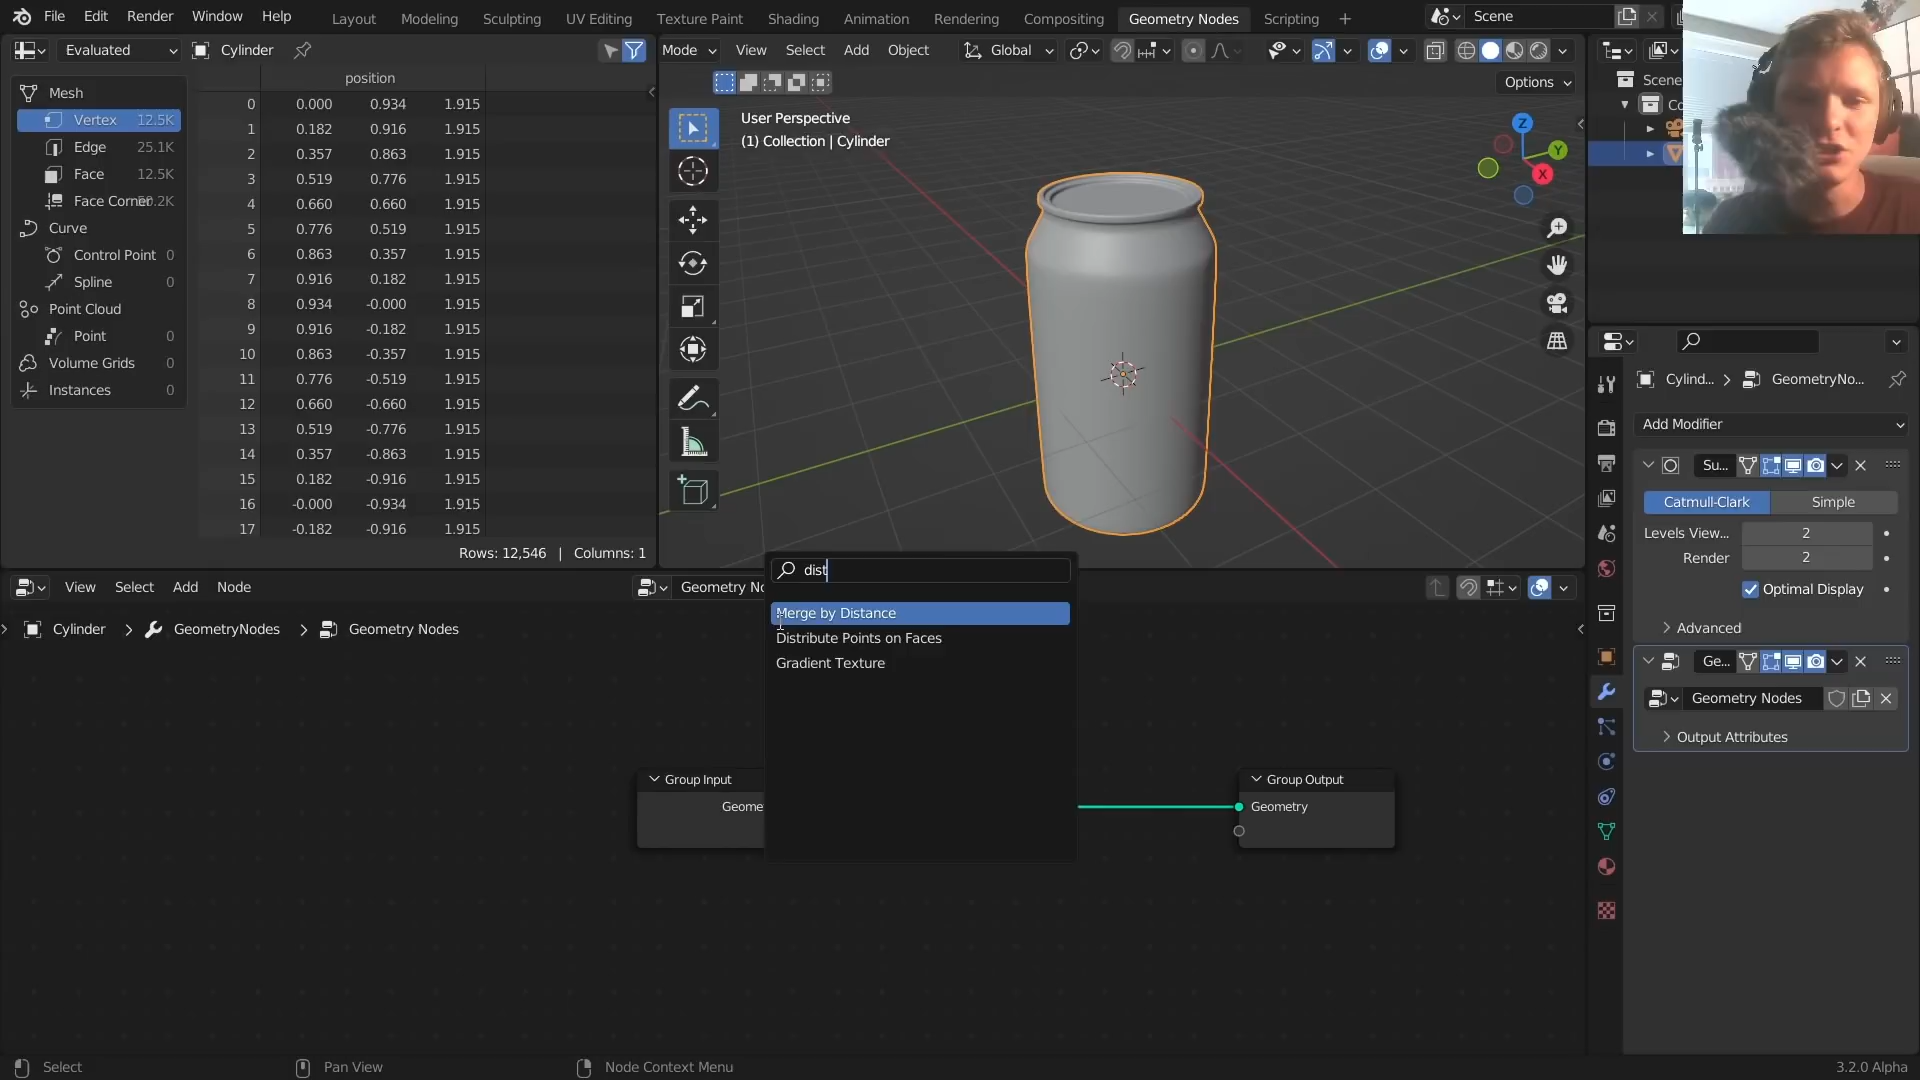 File Edit Render Window Help
Layout Modeling Sculpting UV Editing Texture Paint Shading Animation Rendering Compositing Geometry Nodes Scripting +
Scene
Evaluated
Cylinder
position
Mesh
Vertex 12.5K
Edge 25.1K
Face 12.5K
Face Corner
Curve
Control Point 0
Spline 0
Point Cloud
Point 0
Volume Grids 0
Instances 0
0 0.000 0.934 1.915
1 0.182 0.916 1.915
2 0.357 0.863 1.915
3 0.519 0.776 1.915
4 0.660 0.660 1.915
5 0.776 0.519 1.915
6 0.863 0.357 1.915
7 0.916 0.182 1.915
8 0.934 -0.000 1.915
9 0.916 -0.182 1.915
10 0.863 -0.357 1.915
11 0.776 -0.519 1.915
12 0.660 -0.660 1.915
13 0.519 -0.776 1.915
14 0.357 -0.863 1.915
15 0.182 -0.916 1.915
16 -0.000 -0.934 1.915
17 -0.182 -0.916 1.915
Rows: 12,546 | Columns: 1
Mode View Select Add Object
Global
Options
User Perspective
(1) Collection | Cylinder
Z
Y
X
Scene
Co
Cylind... > GeometryNo...
Add Modifier
Su...
Catmull-Clark Simple
Levels View... 2
Render 2
Optimal Display
Advanced
Ge...
Geometry Nodes
Output Attributes
View Select Add Node
Geometry No
Cylinder > GeometryNodes > Geometry Nodes
dist
Merge by Distance
Distribute Points on Faces
Gradient Texture
Group Input
Geome
Group Output
Geometry
Select
Pan View
Node Context Menu
3.2.0 Alpha